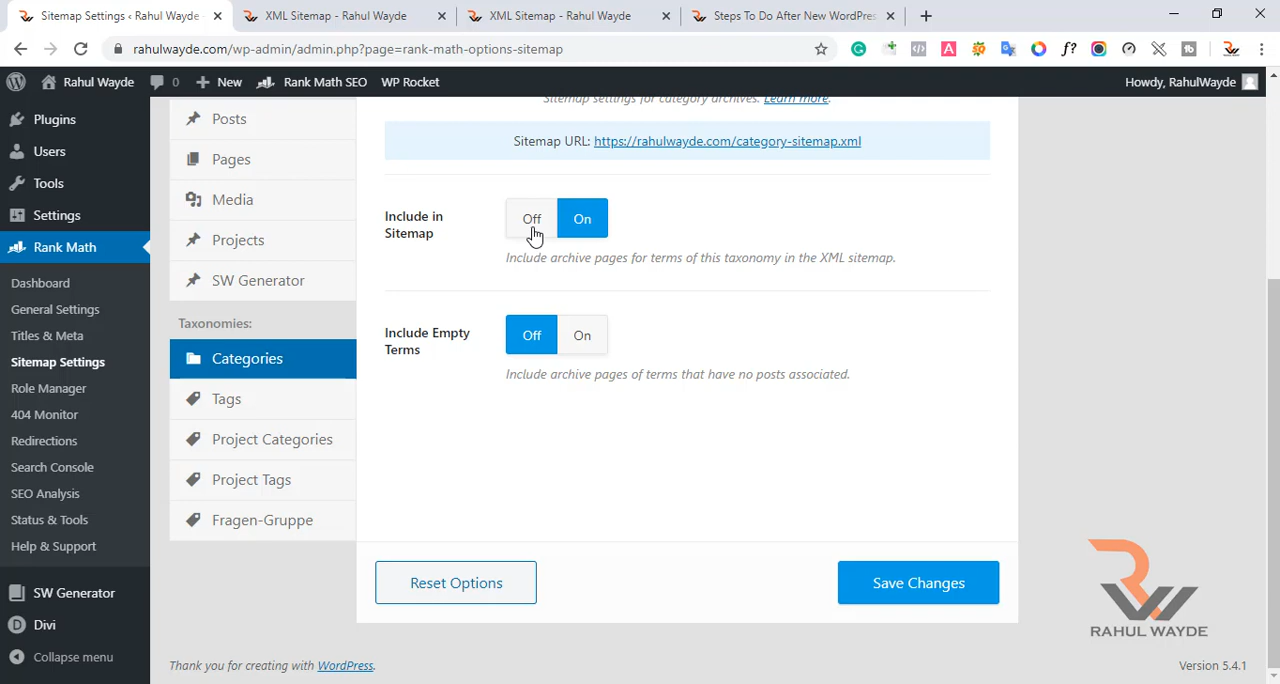 Sitemap Settings ‹ Rahul Wayde -
XML Sitemap - Rahul Wayde
XML Sitemap - Rahul Wayde
Steps To Do After New WordPres
rahulwayde.com/wp-admin/admin.php?page=rank-math-options-sitemap
Rahul Wayde
0
New
Rank Math SEO
WP Rocket
Howdy, RahulWayde
Plugins
Users
Tools
Settings
Rank Math
Dashboard
General Settings
Titles & Meta
Sitemap Settings
Role Manager
404 Monitor
Redirections
Search Console
SEO Analysis
Status & Tools
Help & Support
SW Generator
Divi
Collapse menu
Posts
Pages
Media
Projects
SW Generator
Taxonomies:
Categories
Tags
Project Categories
Project Tags
Fragen-Gruppe
Sitemap settings for category archives. Learn more.
Sitemap URL: https://rahulwayde.com/category-sitemap.xml
Include in
Sitemap
Off On
Include archive pages for terms of this taxonomy in the XML sitemap.
Include Empty
Terms
Off On
Include archive pages of terms that have no posts associated.
Reset Options
Save Changes
RAHUL WAYDE
Thank you for creating with WordPress.
Version 5.4.1